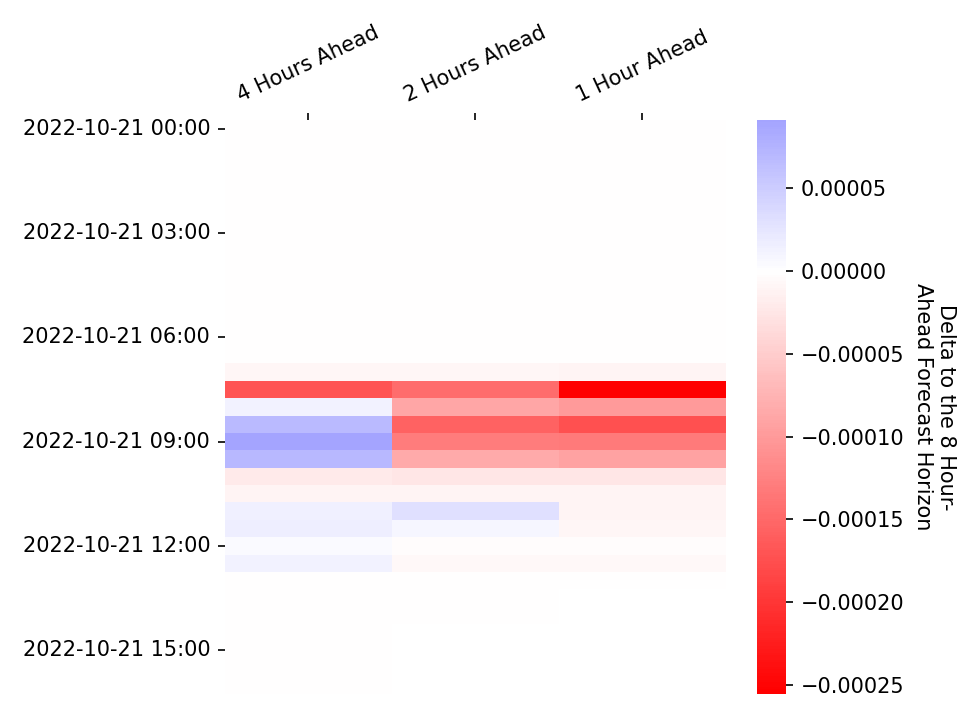 4 Hours Ahead
2 Hours Ahead
1 Hour Ahead
2022-10-21 00:00
2022-10-21 03:00
2022-10-21 06:00
2022-10-21 09:00
2022-10-21 12:00
2022-10-21 15:00
0.00005
0.00000
−0.00005
−0.00010
−0.00015
−0.00020
−0.00025
Delta to the 8 Hour-
Ahead Forecast Horizon